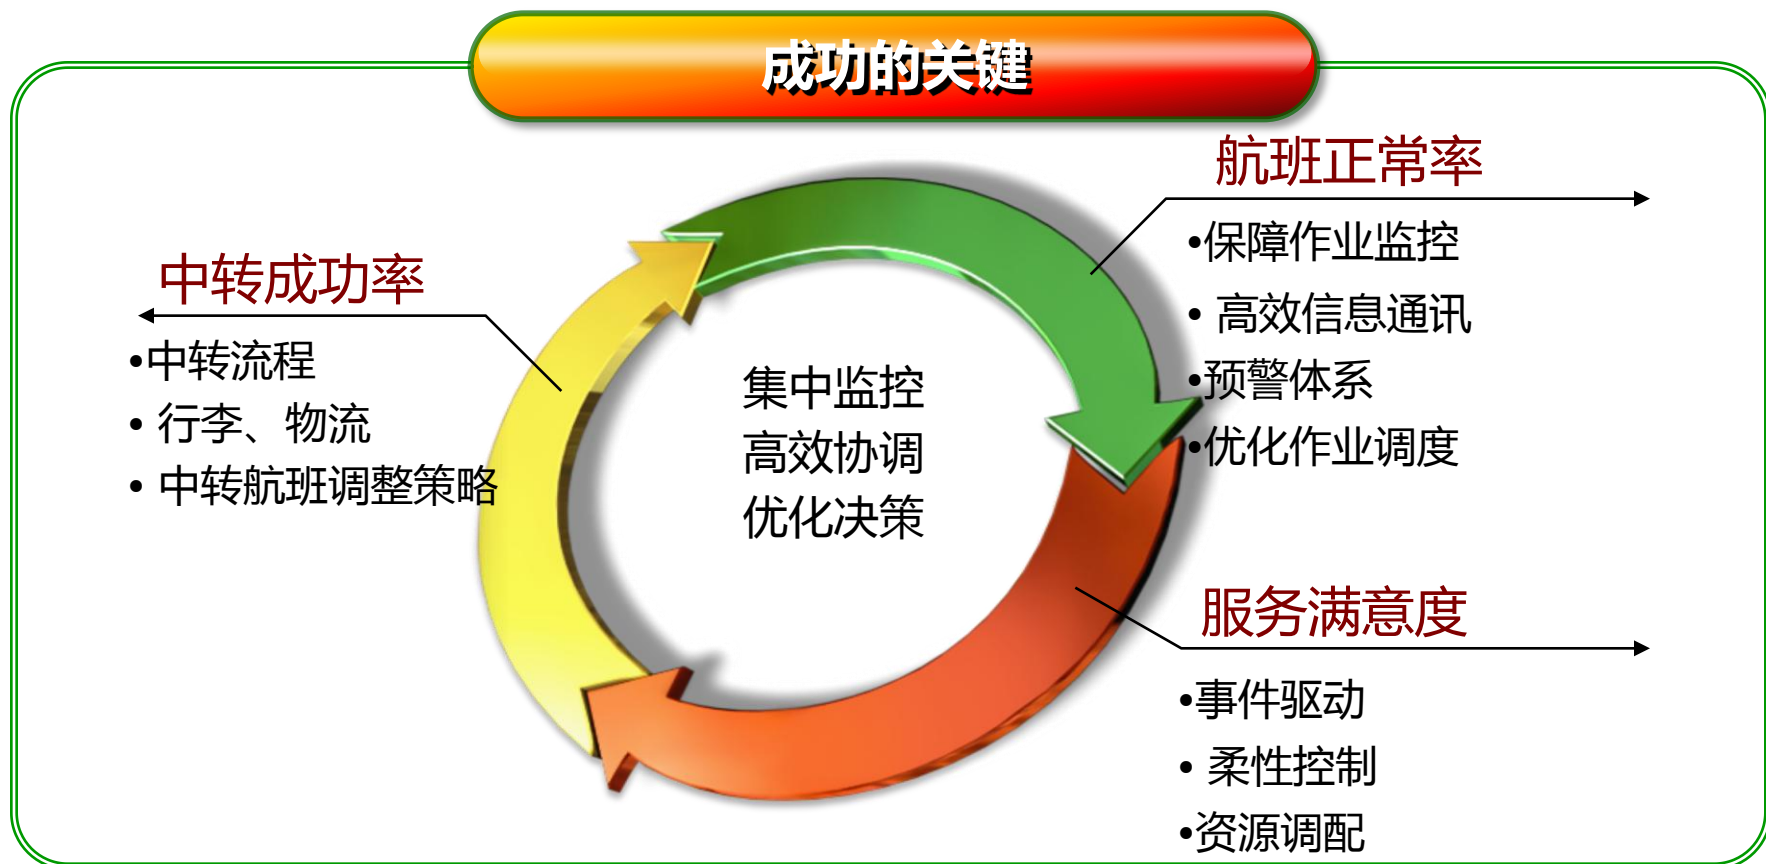 成功的关键
中转成功率
•中转流程
• 行李、物流
• 中转航班调整策略
集中监控
高效协调
优化决策
航班正常率
•保障作业监控
• 高效信息通讯
•预警体系
•优化作业调度
服务满意度
•事件驱动
• 柔性控制
•资源调配